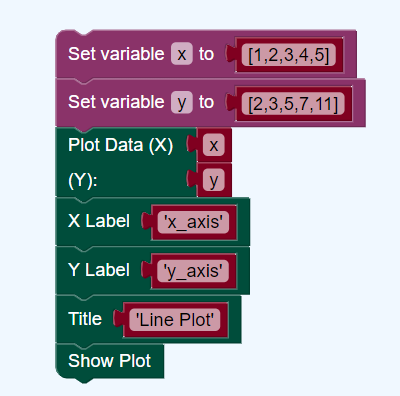 Set variable x to [1,2,3,4,5]
Set variable y to [2,3,5,7,11]
Plot Data (X) x
(Y): y
X Label 'x_axis'
Y Label 'y_axis'
Title 'Line Plot'
Show Plot